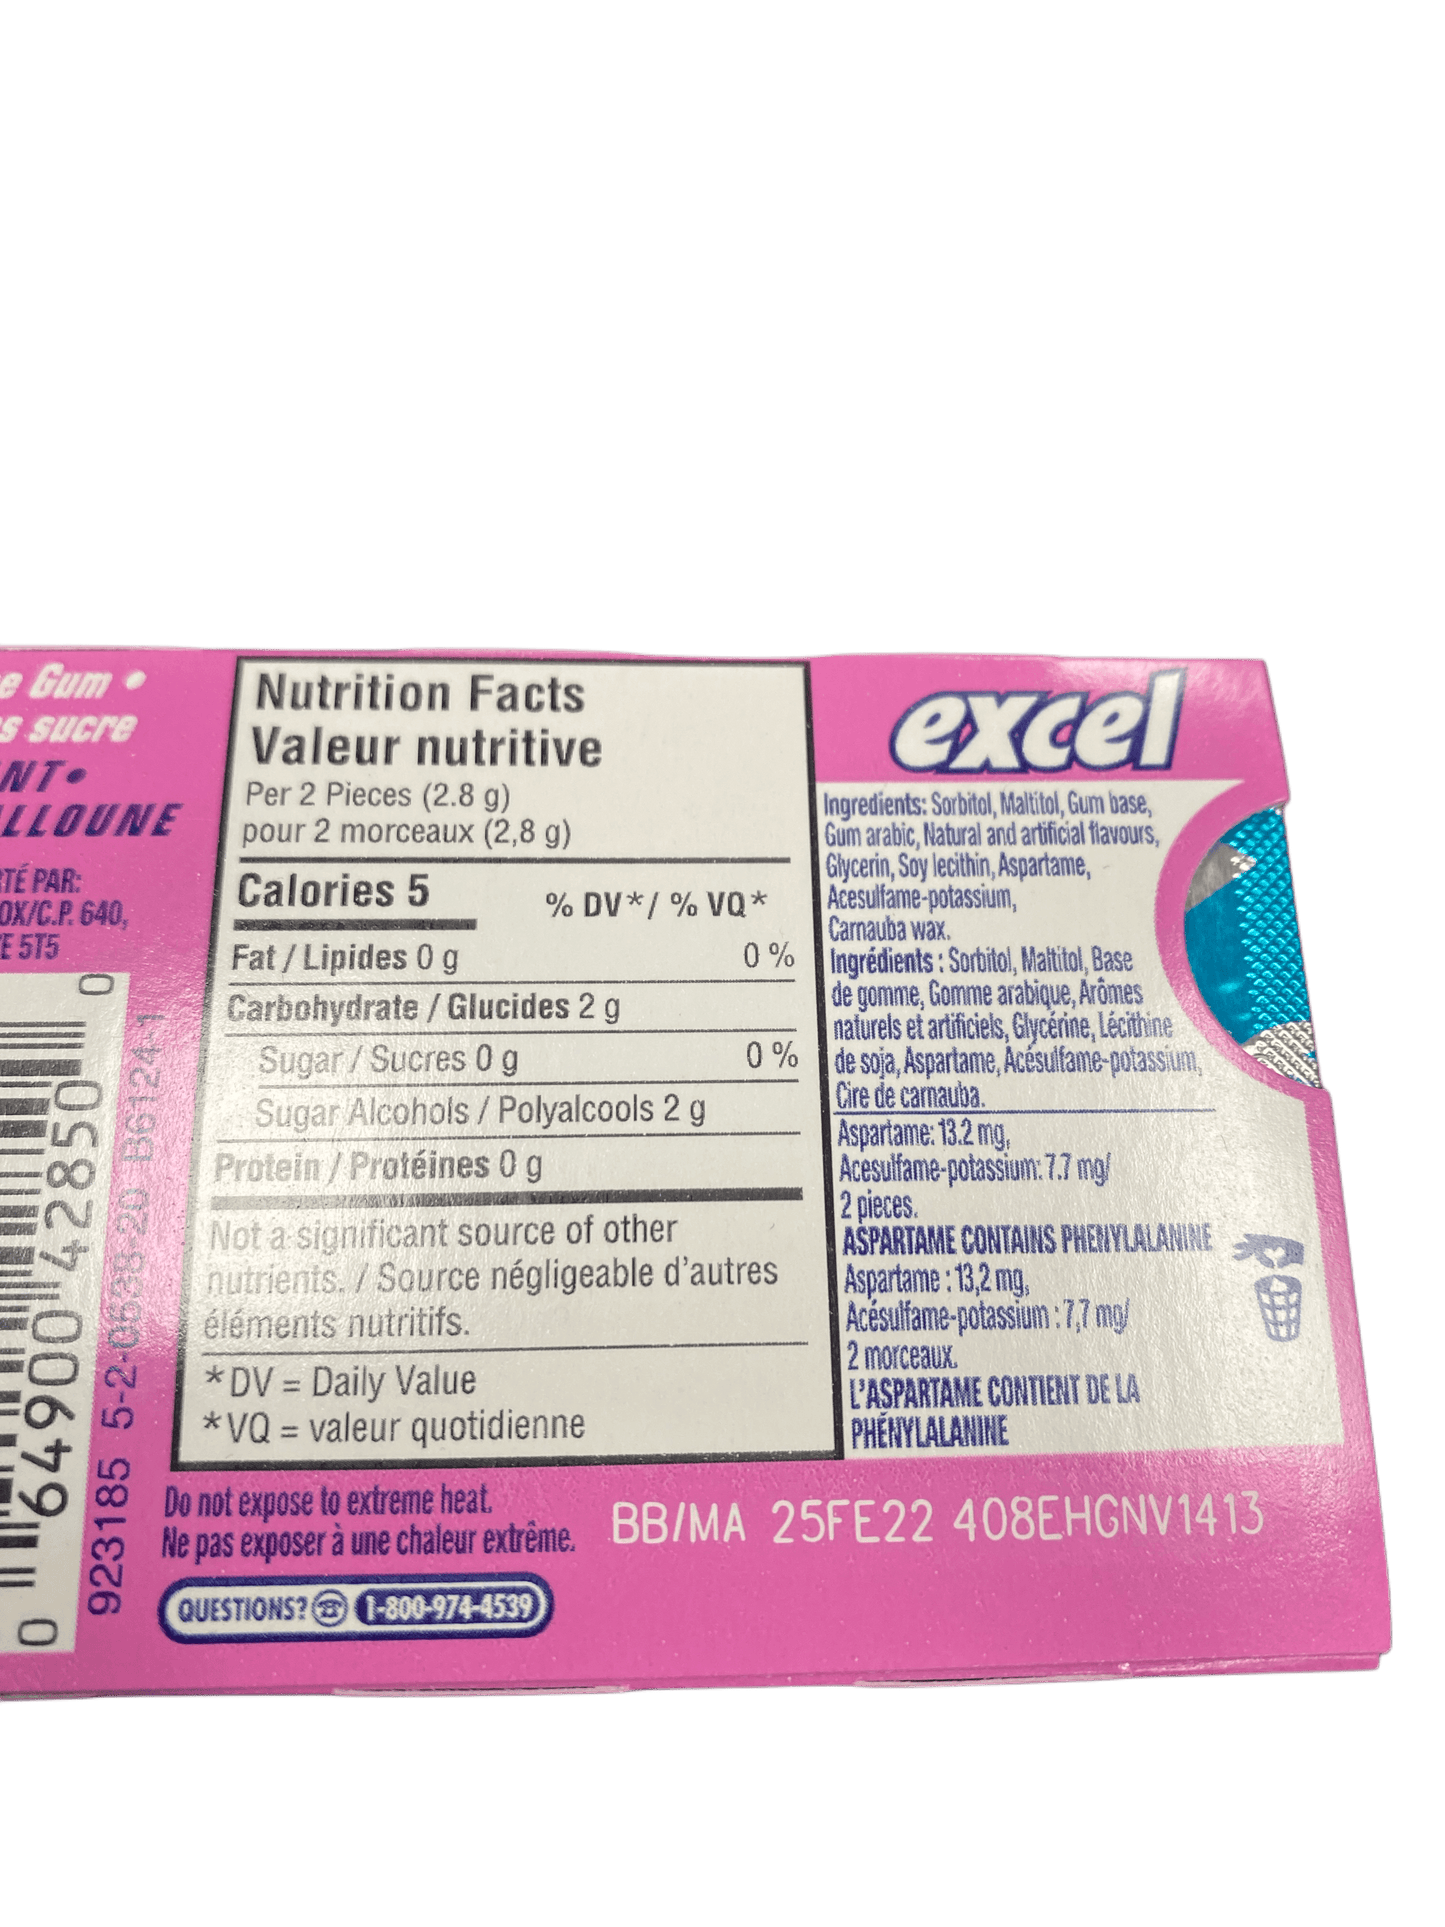 e Gum •
s sucre
NT•
LLOUNE
TÉ PAR:
OX/C.P. 640,
E 5T5
0 64900 42850 0
923185 5-2-0638-20 B6124-1
Nutrition Facts
Valeur nutritive
Per 2 Pieces (2.8 g)
pour 2 morceaux (2,8 g)
Calories 5 % DV*/ % VQ*
Fat / Lipides 0 g 0 %
Carbohydrate / Glucides 2 g
Sugar / Sucres 0 g 0 %
Sugar Alcohols / Polyalcools 2 g
Protein / Protéines 0 g
Not a significant source of other
nutrients. / Source négligeable d'autres
éléments nutritifs.
* DV = Daily Value
* VQ = valeur quotidienne
Do not expose to extreme heat.
Ne pas exposer à une chaleur extrême.
QUESTIONS? 1-800-974-4539
excel
Ingredients: Sorbitol, Maltitol, Gum base,
Gum arabic, Natural and artificial flavours,
Glycerin, Soy lecithin, Aspartame,
Acesulfame-potassium,
Carnauba wax.
Ingrédients : Sorbitol, Maltitol, Base
de gomme, Gomme arabique, Arômes
naturels et artificiels, Glycérine, Lécithine
de soja, Aspartame, Acésulfame-potassium,
Cire de carnauba.
Aspartame: 13.2 mg,
Acesulfame-potassium: 7.7 mg/
2 pieces.
ASPARTAME CONTAINS PHENYLALANINE
Aspartame : 13,2 mg,
Acésulfame-potassium : 7,7 mg/
2 morceaux.
L'ASPARTAME CONTIENT DE LA
PHÉNYLALANINE
BB/MA 25FE22 408EHGNV1413